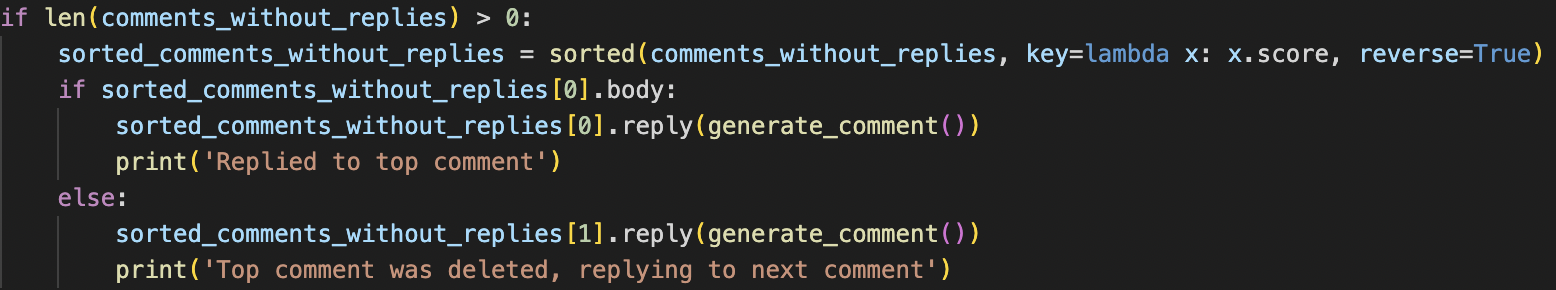 if len(comments_without_replies) > 0:
    sorted_comments_without_replies = sorted(comments_without_replies, key=lambda x: x.score, reverse=True)
    if sorted_comments_without_replies[0].body:
        sorted_comments_without_replies[0].reply(generate_comment())
        print('Replied to top comment')
    else:
        sorted_comments_without_replies[1].reply(generate_comment())
        print('Top comment was deleted, replying to next comment')